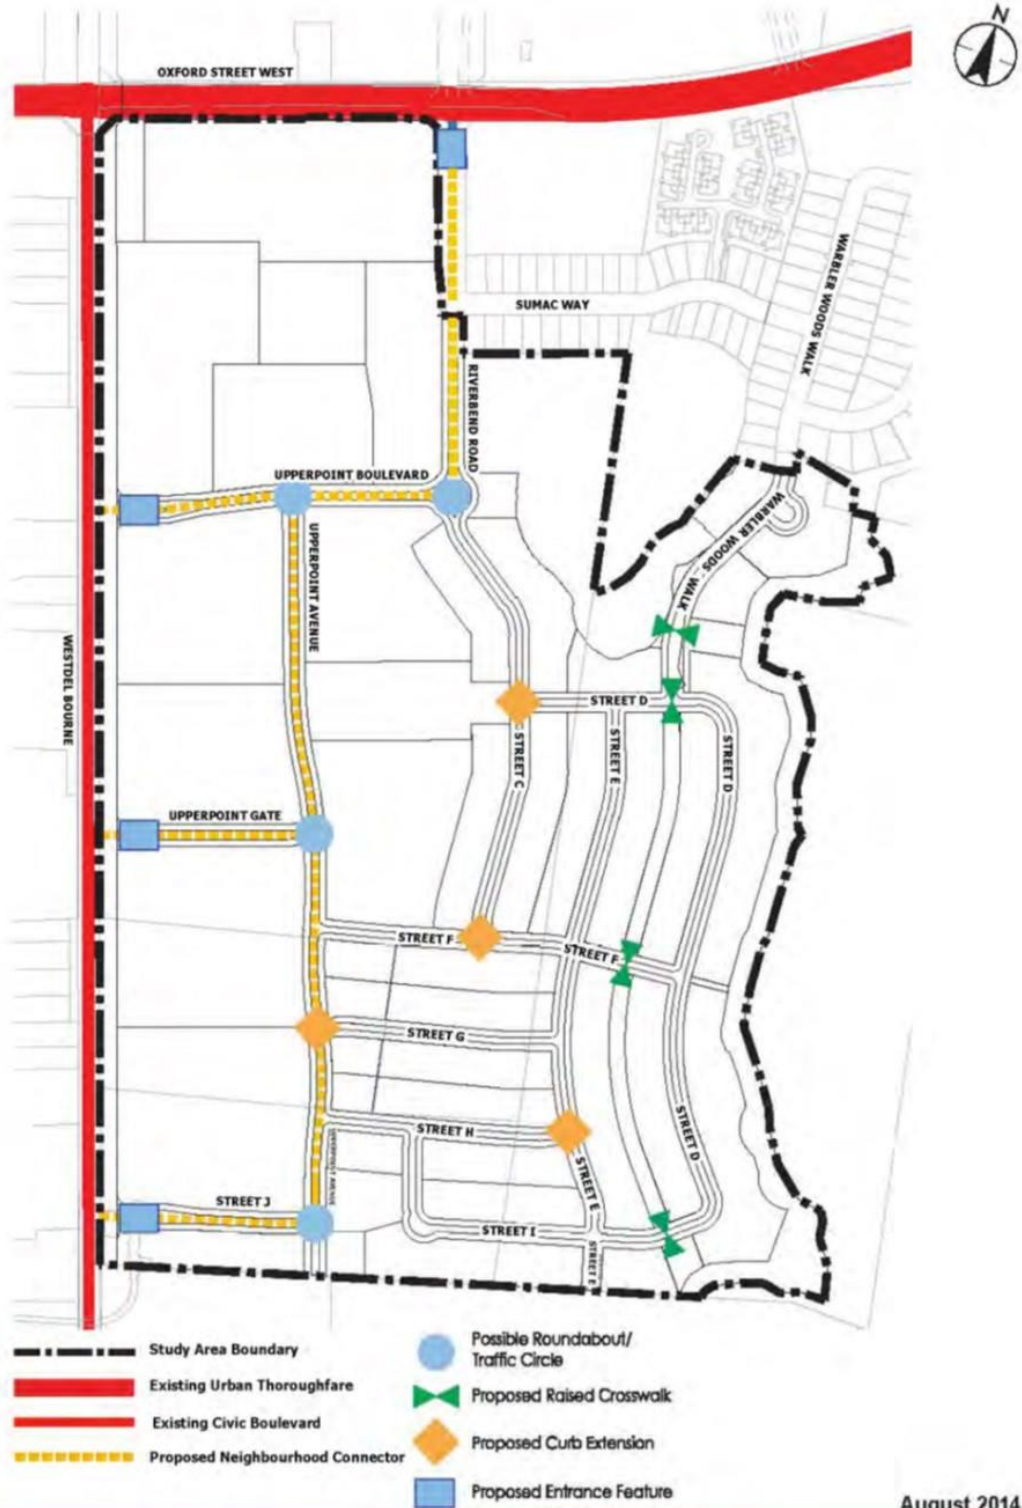 N
OXFORD STREET WEST
WARBLER WOODS WALK
SUMAC WAY
RIVERBEND ROAD
UPPERPOINT BOULEVARD
WARBLER WOODS WALK
UPPERPOINT AVENUE
WESTDEL BOURNE
STREET D
STREET C
STREET E
STREET D
UPPERPOINT GATE
STREET F
STREET F
STREET G
STREET H
STREET D
UPPERPOINT AVENUE
STREET E
STREET J
STREET I
STREET E
Study Area Boundary
Existing Urban Thoroughfare
Existing Civic Boulevard
Proposed Neighbourhood Connector
Possible Roundabout/
Traffic Circle
Proposed Raised Crosswalk
Proposed Curb Extension
Proposed Entrance Feature
August 2014